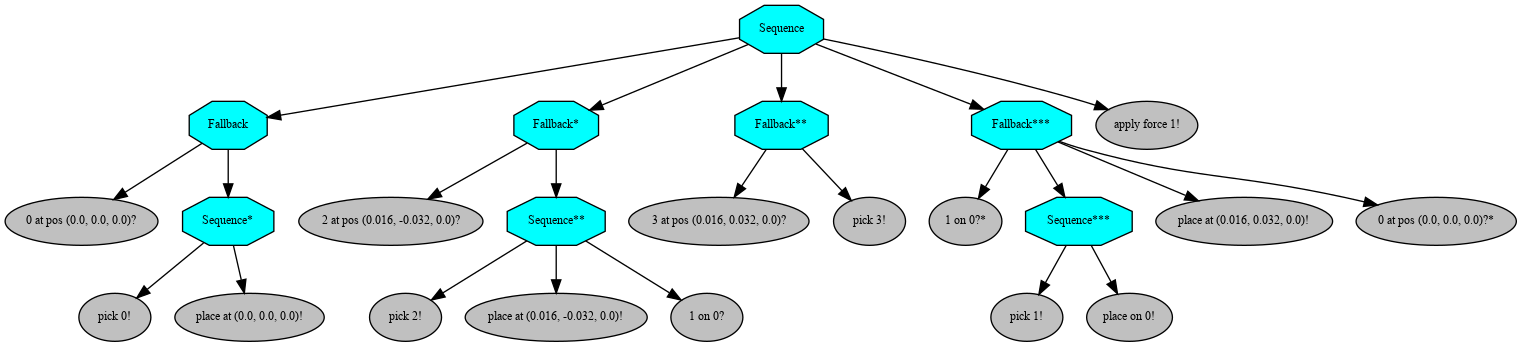 Sequence
Fallback
Fallback*
Fallback**
Fallback***
apply force 1!
0 at pos (0.0, 0.0, 0.0)?
Sequence*
2 at pos (0.016, -0.032, 0.0)?
Sequence**
3 at pos (0.016, 0.032, 0.0)?
pick 3!
1 on 0?*
Sequence***
place at (0.016, 0.032, 0.0)!
0 at pos (0.0, 0.0, 0.0)?*
pick 0!
place at (0.0, 0.0, 0.0)!
pick 2!
place at (0.016, -0.032, 0.0)!
1 on 0?
pick 1!
place on 0!